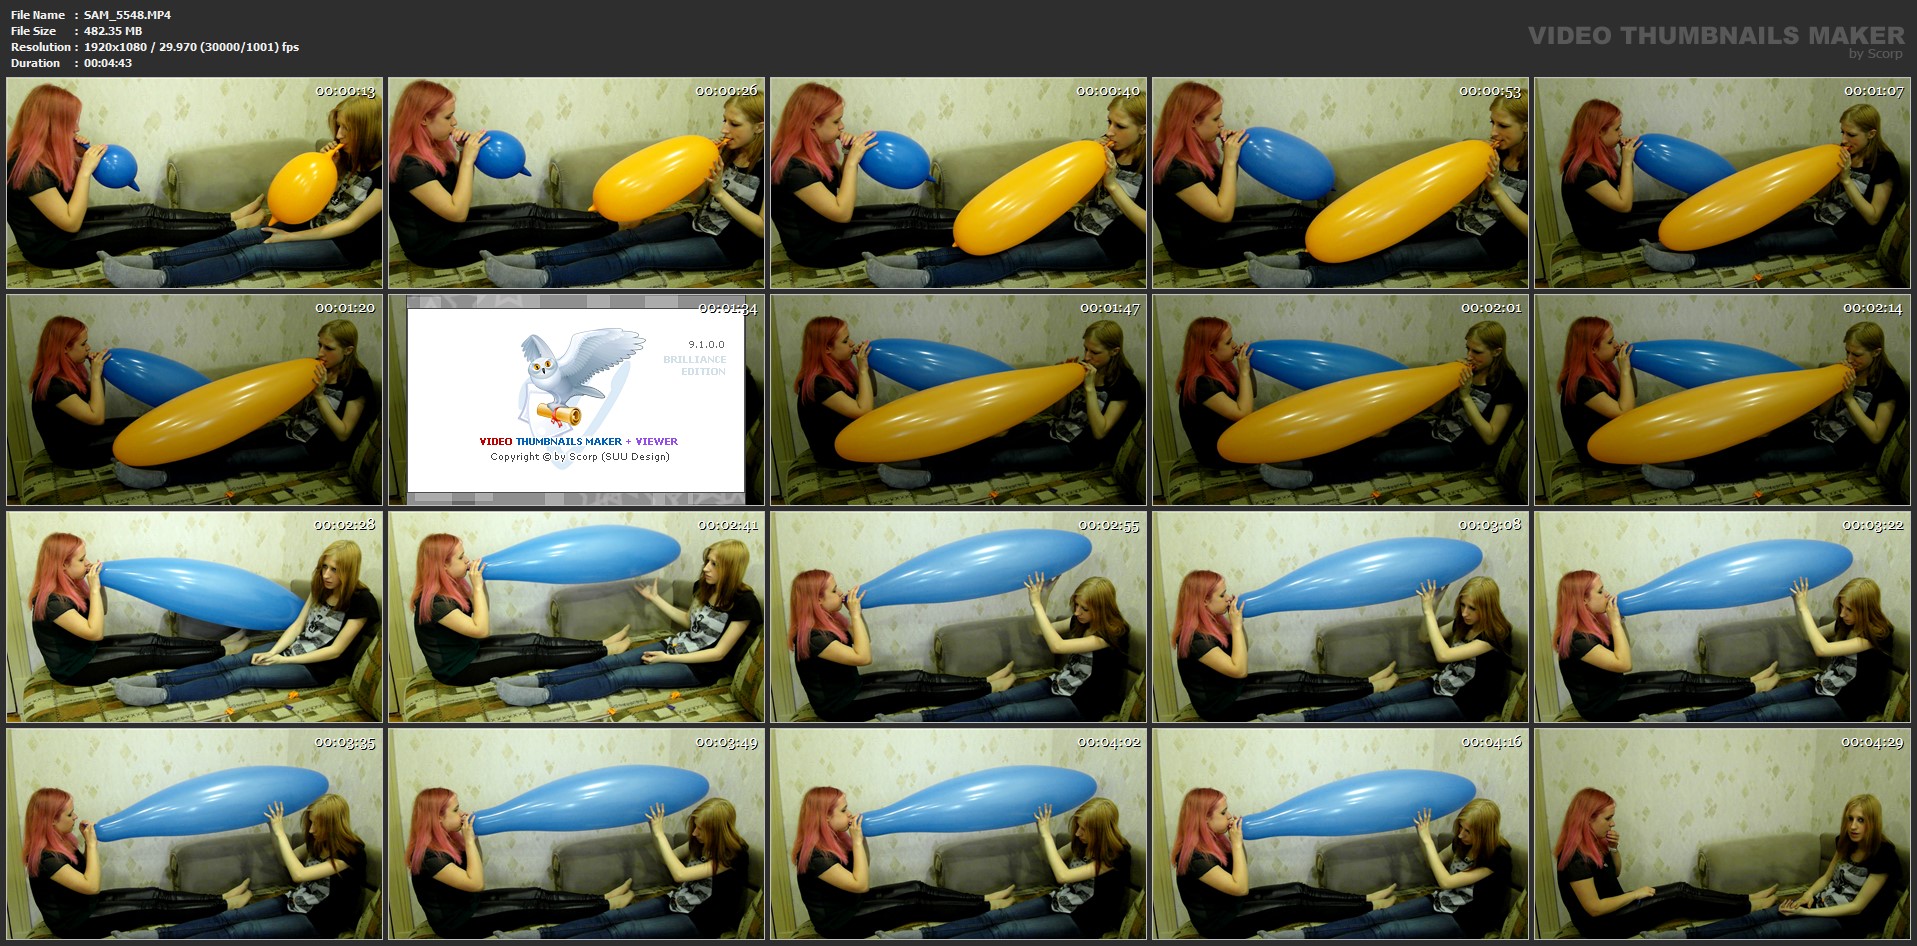 File Name : SAM_5548.MP4
File Size : 482.35 MB
Resolution : 1920x1080 / 29.970 (30000/1001) fps
Duration : 00:04:43
VIDEO THUMBNAILS MAKER
by Scorp
00:00:13
00:00:26
00:00:40
00:00:53
00:01:07
00:01:20
00:01:34
9.1.0.0
BRILLIANCE
EDITION
VIDEO THUMBNAILS MAKER + VIEWER
Copyright © by Scorp (SUU Design)
00:01:47
00:02:01
00:02:14
00:02:28
00:02:41
00:02:55
00:03:08
00:03:22
00:03:35
00:03:49
00:04:02
00:04:16
00:04:29